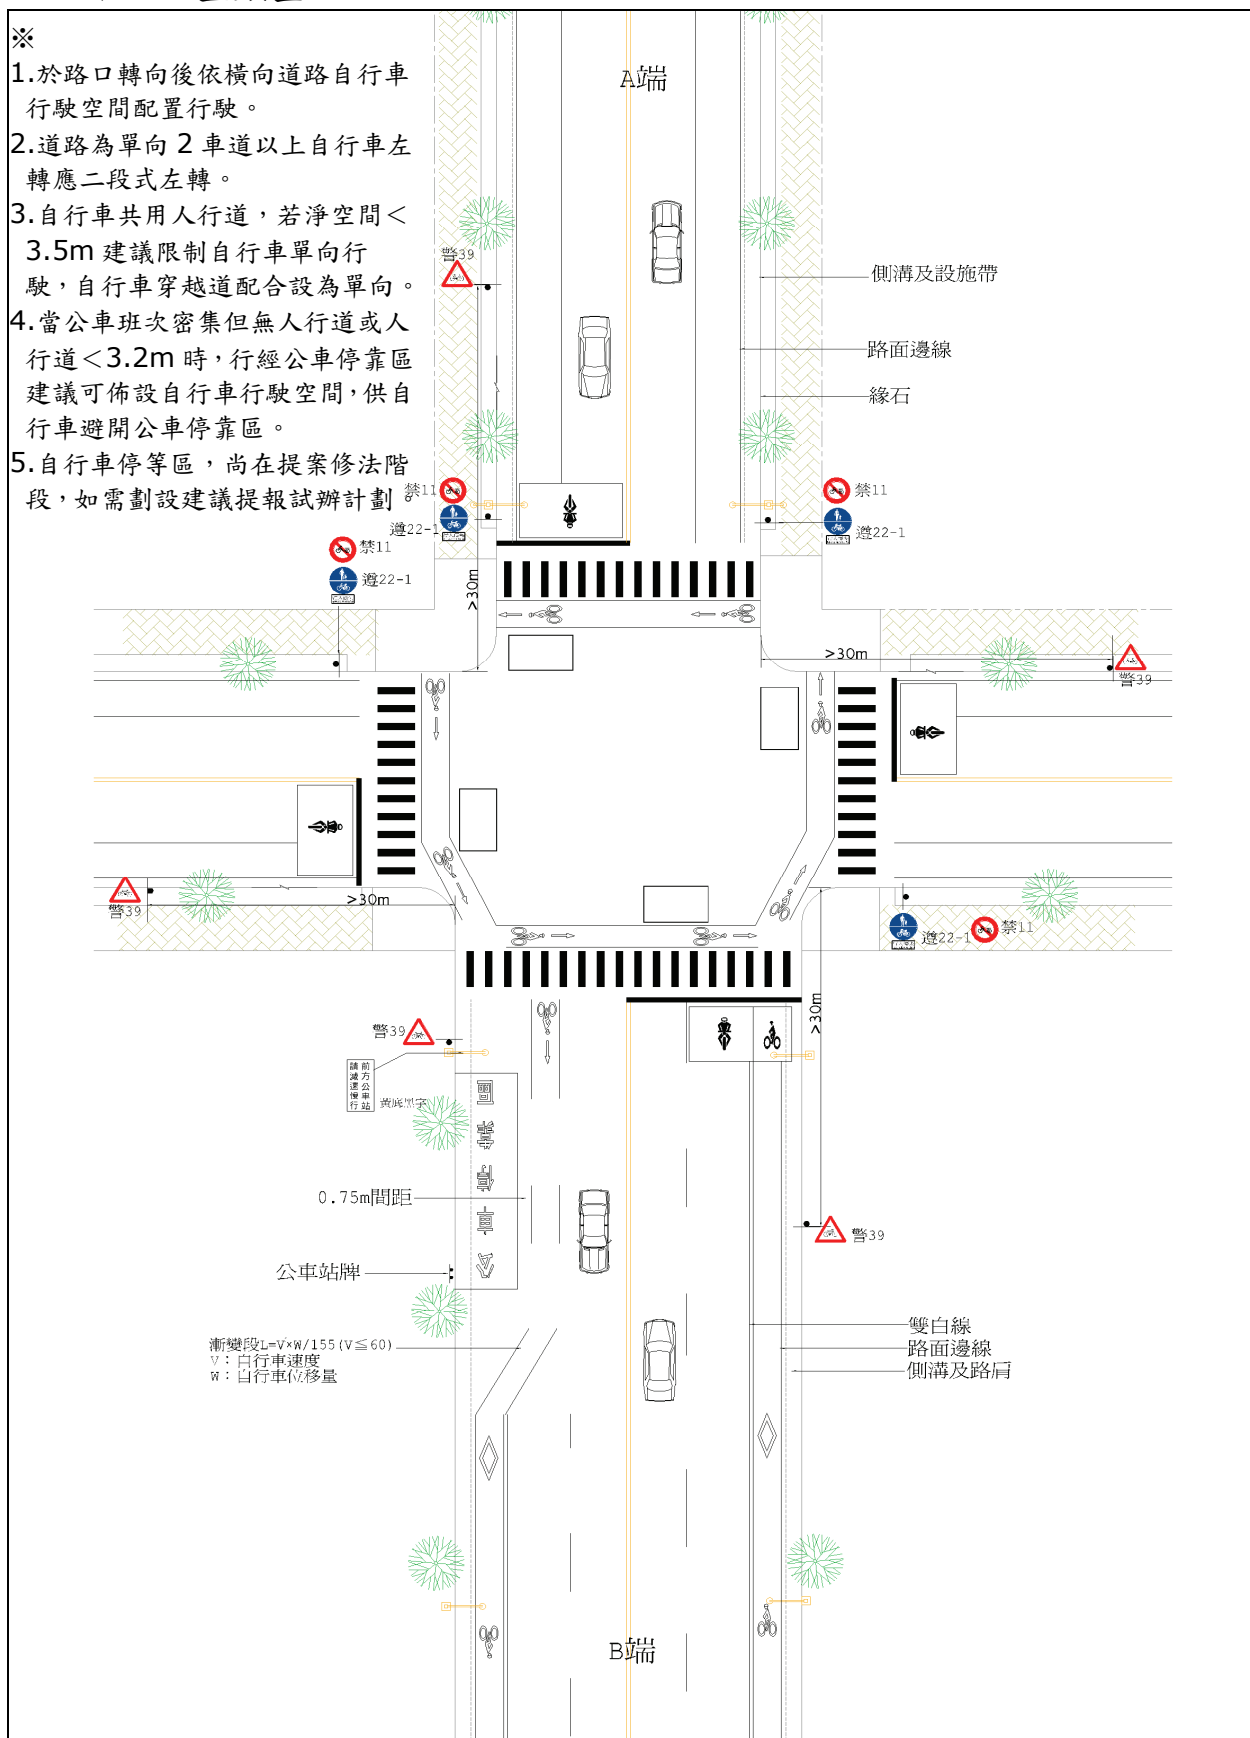 ※
1.於路口轉向後依橫向道路自行車
行駛空間配置行駛。
2.道路為單向 2 車道以上自行車左
轉應二段式左轉。
3.自行車共用人行道，若淨空間＜
3.5m 建議限制自行車單向行
駛，自行車穿越道配合設為單向。
4.當公車班次密集但無人行道或人
行道＜3.2m 時，行經公車停靠區
建議可佈設自行車行駛空間，供自
行車避開公車停靠區。
5.自行車停等區，尚在提案修法階
段，如需劃設建議提報試辦計劃。
A端
警39
側溝及設施帶
路面邊線
緣石
禁11
遵22-1
禁11
遵22-1
禁11
遵22-1
>30m
>30m
警39
警39
>30m
遵22-1
禁11
>30m
警39
前方公車站
請減速慢行
黃底黑字
公車停靠區
0.75m間距
警39
公車站牌
漸變段L=V×W/155(V≦60)
V：自行車速度
W：自行車位移量
雙白線
路面邊線
側溝及路肩
B端